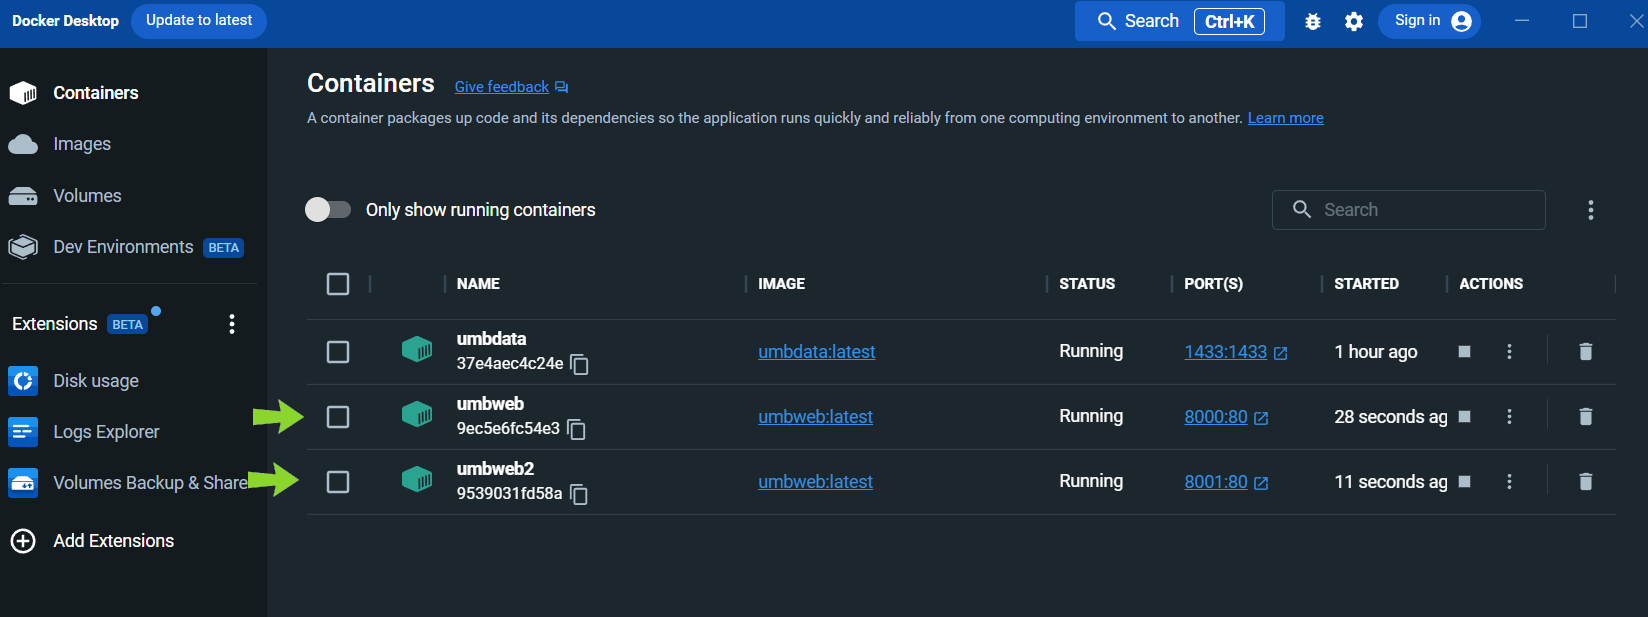 Docker Desktop Update to latest Search Ctrl+K Sign in
Containers
Images
Volumes
Dev Environments BETA
Extensions BETA
Disk usage
Logs Explorer
Volumes Backup & Share
Add Extensions
Containers Give feedback
A container packages up code and its dependencies so the application runs quickly and reliably from one computing environment to another. Learn more
Only show running containers Search
NAME IMAGE STATUS PORT(S) STARTED ACTIONS
umbdata
37e4aec4c24e umbdata:latest Running 1433:1433 1 hour ago
umbweb
9ec5e6fc54e3 umbweb:latest Running 8000:80 28 seconds ag
umbweb2
9539031fd58a umbweb:latest Running 8001:80 11 seconds ag